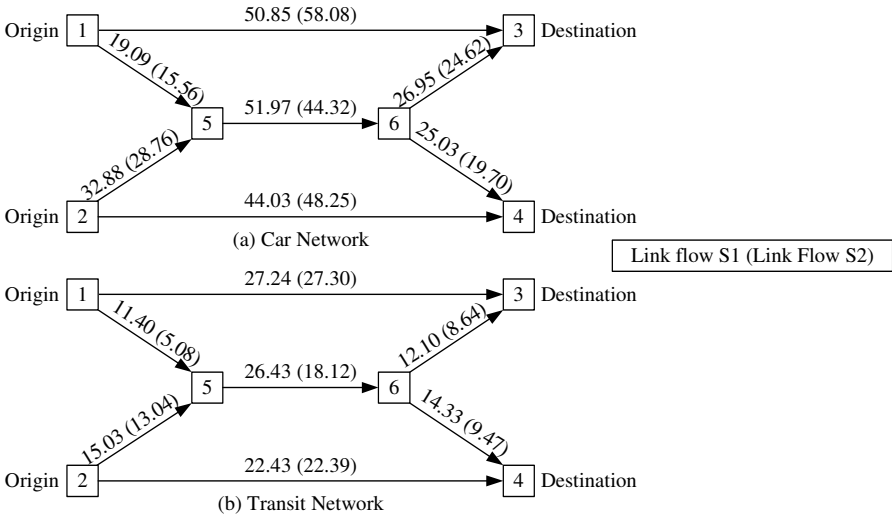 50.85 (58.08)
Origin 1 3 Destination
19.09 (15.56)
26.95 (24.62)
51.97 (44.32)
5 6
32.88 (28.76)
25.03 (19.70)
44.03 (48.25)
Origin 2 4 Destination
(a) Car Network
Link flow S1 (Link Flow S2)
27.24 (27.30)
Origin 1 3 Destination
11.40 (5.08)
12.10 (8.64)
26.43 (18.12)
5 6
15.03 (13.04)
14.33 (9.47)
22.43 (22.39)
Origin 2 4 Destination
(b) Transit Network